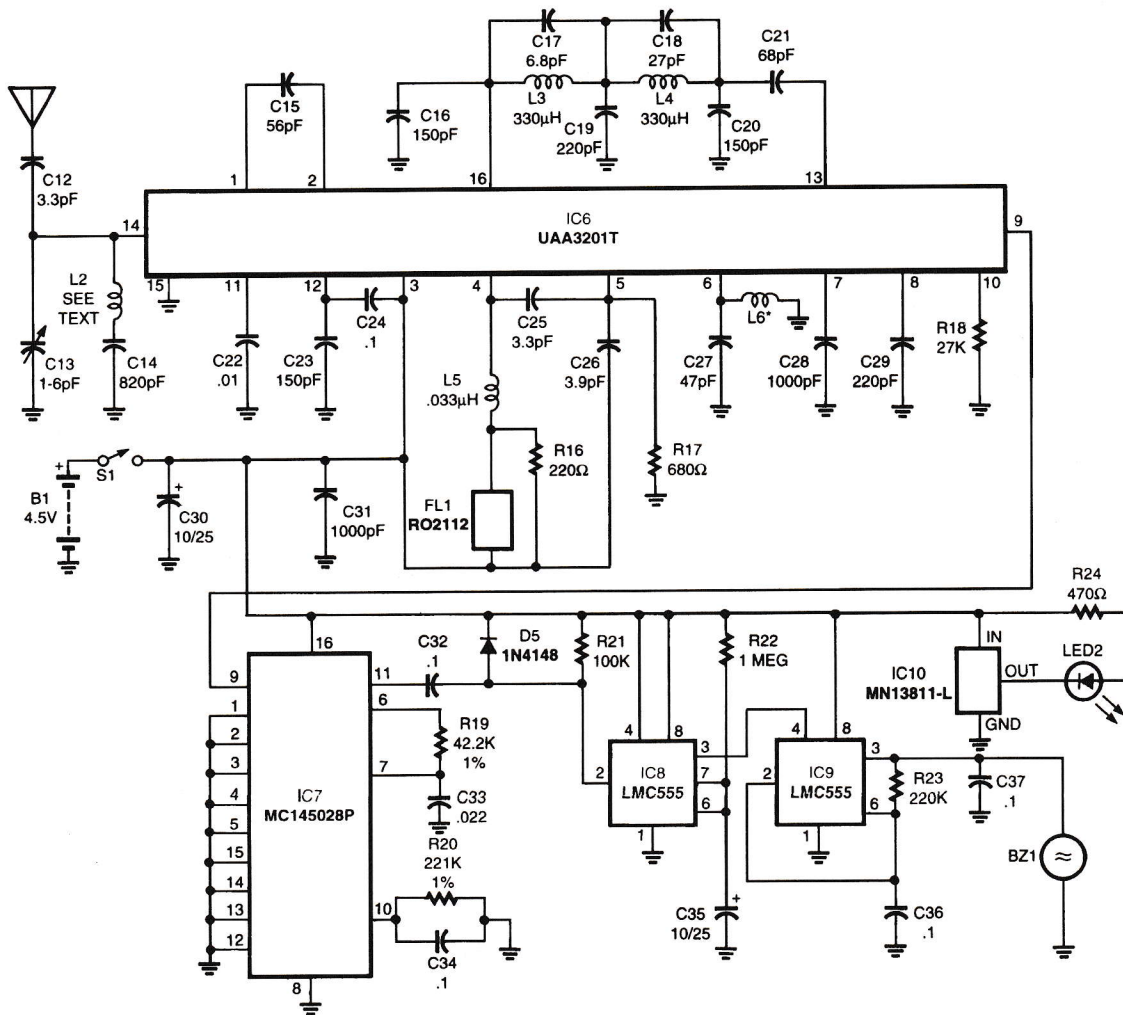 C17
6.8pF
C18
27pF
C21
68pF
C15
56pF
L3
330µH
L4
330µH
C16
150pF
C19
220pF
C20
150pF
C12
3.3pF
1
2
16
13
IC6
UAA3201T
14
9
15
11
12
3
4
5
6
7
8
10
L2
SEE
TEXT
C24
.1
C25
3.3pF
L6*
R18
27K
C13
1-6pF
C14
820pF
C22
.01
C23
150pF
C26
3.9pF
C27
47pF
C28
1000pF
C29
220pF
L5
.033µH
R16
220Ω
R17
680Ω
+
S1
B1
4.5V
+
C30
10/25
C31
1000pF
FL1
RO2112
R24
470Ω
16
C32
.1
D5
1N4148
R21
100K
R22
1 MEG
IN
IC10
MN13811-L
OUT
GND
LED2
9
1
2
3
4
5
15
14
13
12
11
6
7
10
8
IC7
MC145028P
R19
42.2K
1%
C33
.022
R20
221K
1%
C34
.1
4
8
2
3
7
6
1
IC8
LMC555
4
8
2
3
6
1
IC9
LMC555
R23
220K
C37
.1
BZ1
≈
C35
10/25
+
C36
.1